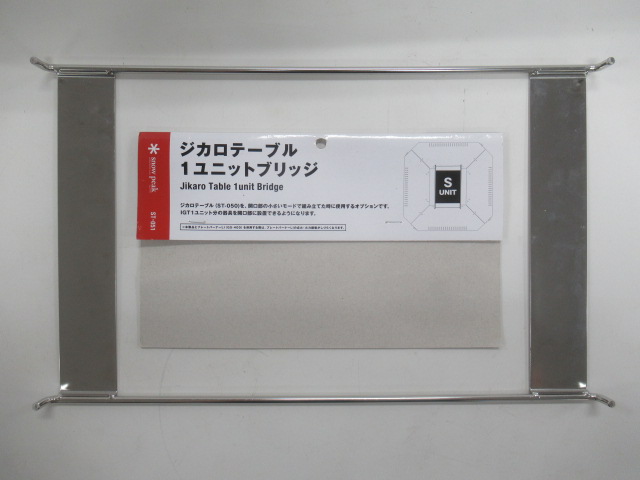 snow peak
ST-051
ジカロテーブル
1ユニットブリッジ
Jikaro Table 1unit Bridge
ジカロテーブル (ST-050)を、開口部の小さいモードで組み立てた時に使用するオプションです。
IGT1ユニット分の器具を開口部に設置できるようになります。
S
UNIT